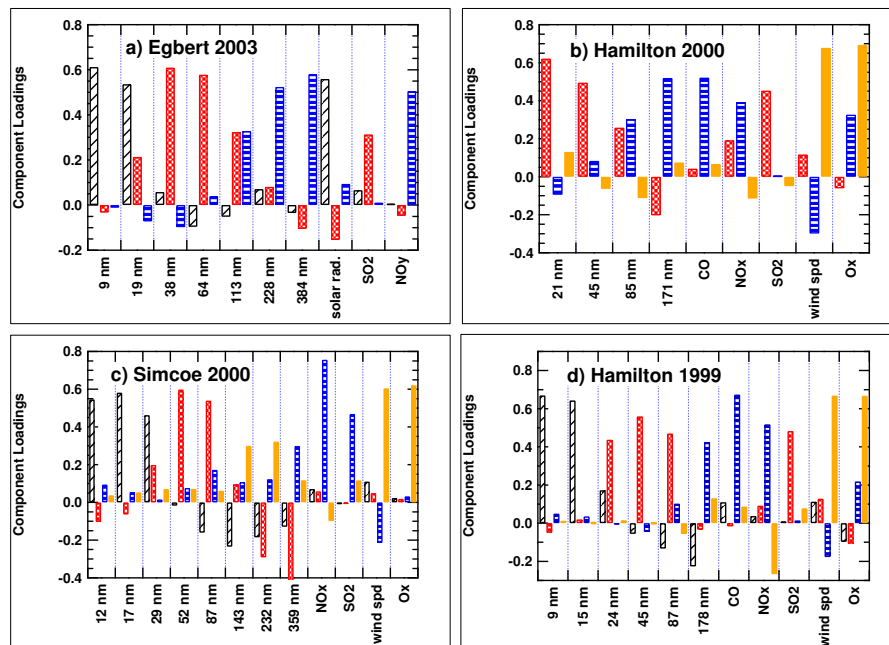 a) Egbert 2003
Component Loadings
0.8
0.6
0.4
0.2
0.0
-0.2
9 nm
19 nm
38 nm
64 nm
113 nm
228 nm
384 nm
solar rad.
SO2
NOy
b) Hamilton 2000
Component Loadings
0.8
0.6
0.4
0.2
0.0
-0.2
-0.4
21 nm
45 nm
85 nm
171 nm
CO
NOx
SO2
wind spd
Ox
c) Simcoe 2000
Component Loadings
0.8
0.6
0.4
0.2
0.0
-0.2
-0.4
12 nm
17 nm
29 nm
52 nm
87 nm
143 nm
232 nm
359 nm
NOx
SO2
wind spd
Ox
d) Hamilton 1999
Component Loadings
0.8
0.6
0.4
0.2
0.0
-0.2
9 nm
15 nm
24 nm
45 nm
87 nm
178 nm
CO
NOx
SO2
wind spd
Ox